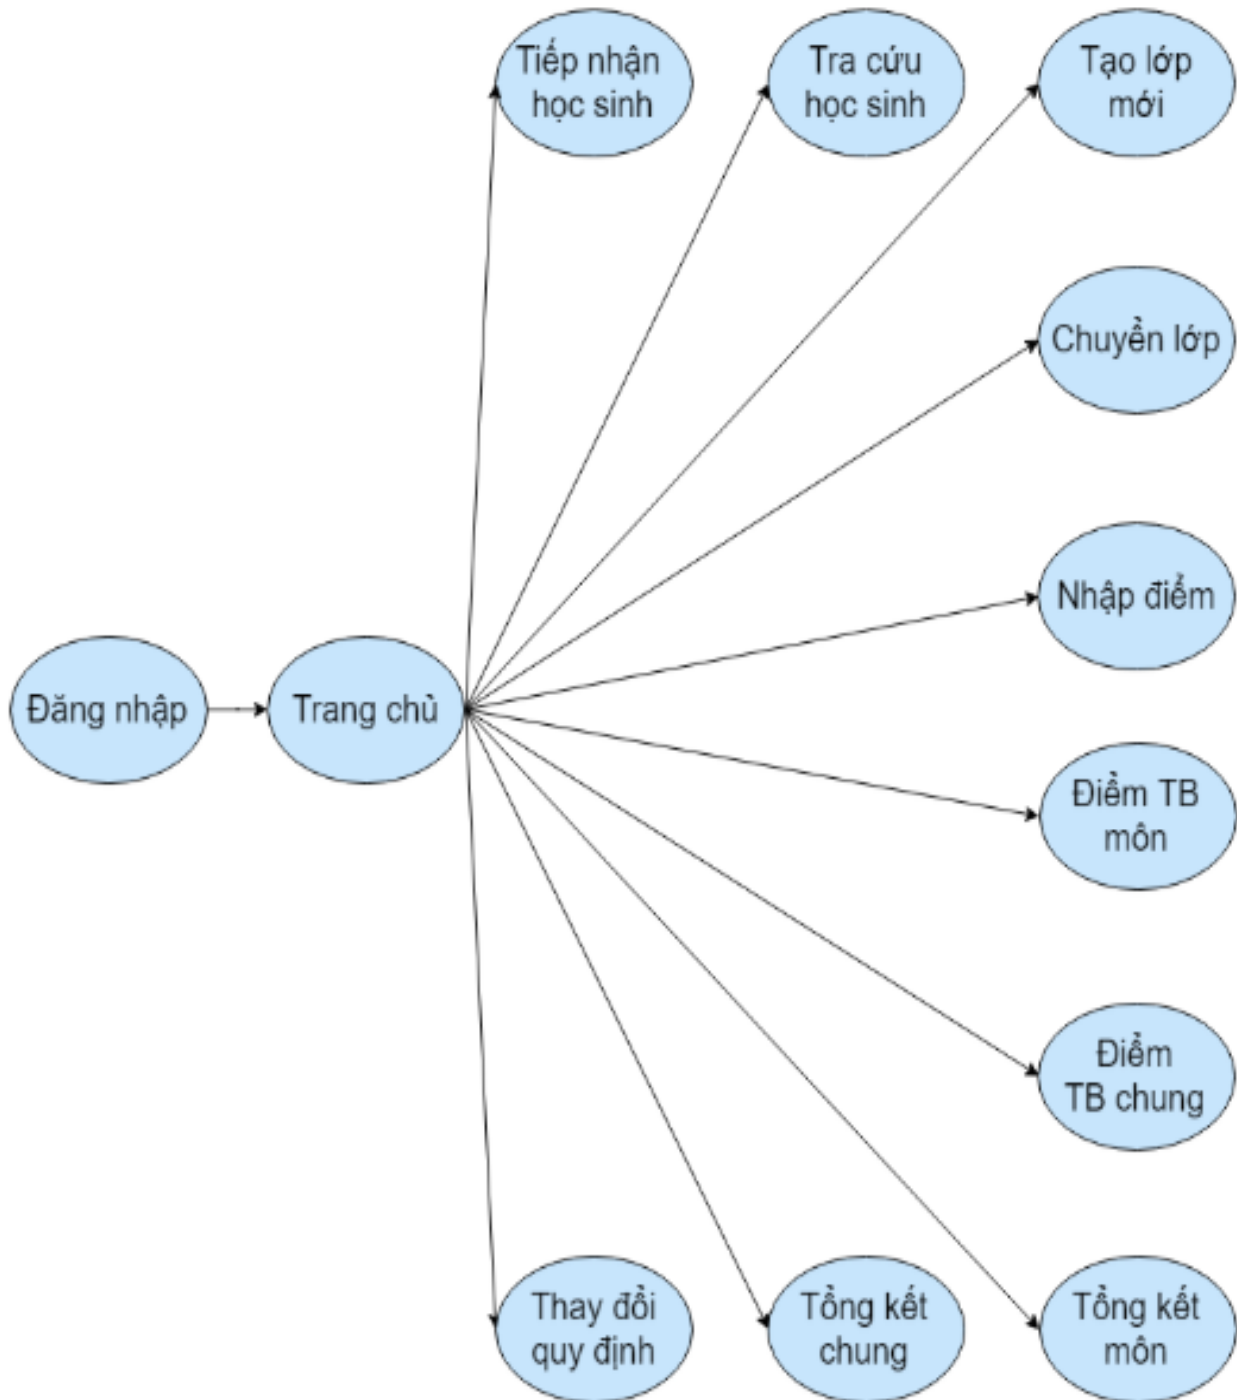 Tiếp nhận
học sinh
Tra cứu
học sinh
Tạo lớp
mới
Chuyển lớp
Nhập điểm
Đăng nhập
Trang chủ
Điểm TB
môn
Điểm
TB chung
Thay đổi
quy định
Tổng kết
chung
Tổng kết
môn